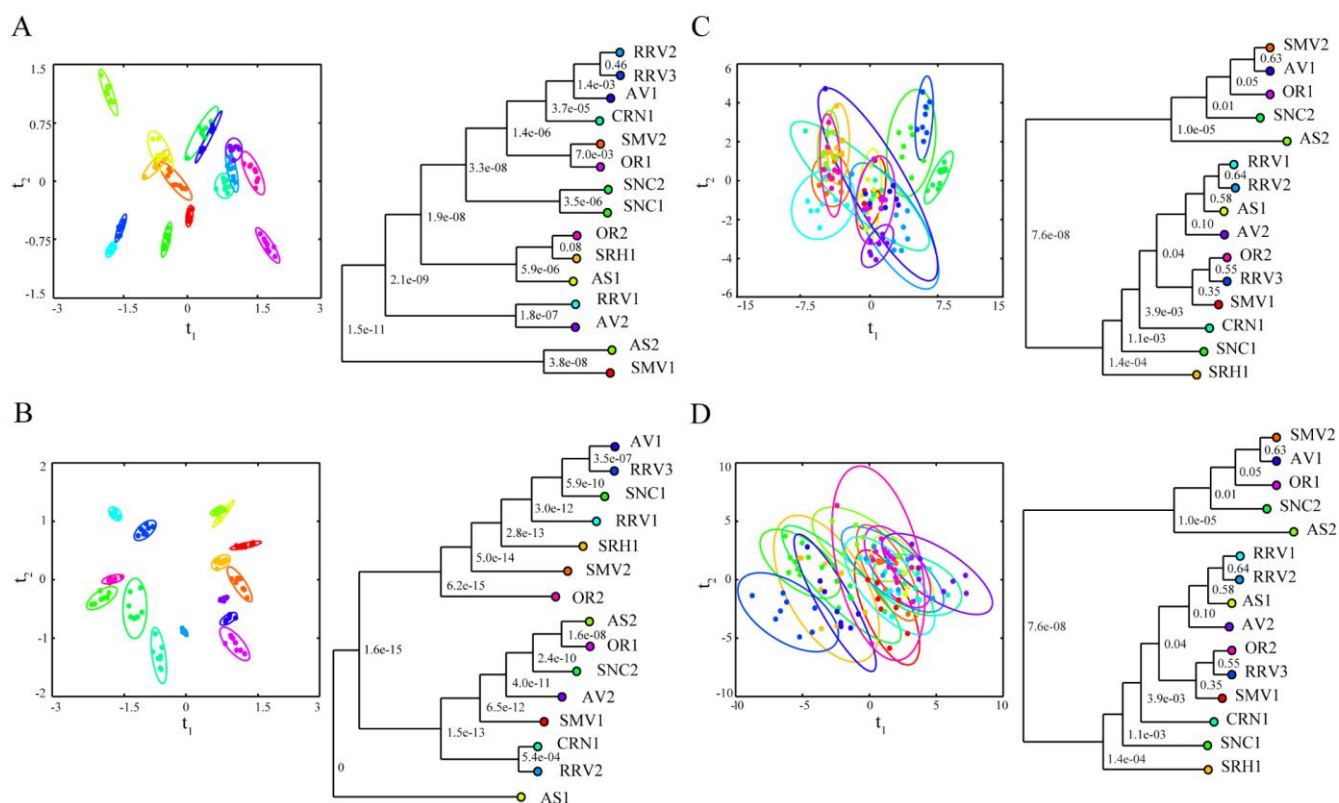 A
1.5
0.75
0
-0.75
-1.5
t2
-3
-1.5
0
1.5
3
t1
RRV2
0.46
RRV3
1.4e-03
AV1
3.7e-05
CRN1
1.4e-06
SMV2
7.0e-03
OR1
3.3e-08
SNC2
3.5e-06
SNC1
1.9e-08
OR2
0.08
SRH1
5.9e-06
AS1
2.1e-09
RRV1
1.8e-07
AV2
1.5e-11
AS2
3.8e-08
SMV1
B
2
1
0
-1
-2
t2
-3
-1.5
0
1.5
3
t1
AV1
3.5e-07
RRV3
5.9e-10
SNC1
3.0e-12
RRV1
2.8e-13
SRH1
5.0e-14
SMV2
6.2e-15
OR2
AS2
1.6e-08
OR1
1.6e-15
2.4e-10
SNC2
4.0e-11
AV2
6.5e-12
SMV1
1.5e-13
CRN1
5.4e-04
RRV2
0
AS1
C
6
4
2
0
-2
-4
-6
t2
-15
-7.5
0
7.5
15
t1
SMV2
0.63
AV1
0.05
OR1
0.01
SNC2
1.0e-05
AS2
RRV1
0.64
RRV2
0.58
AS1
0.10
AV2
7.6e-08
0.04
OR2
0.55
RRV3
0.35
SMV1
3.9e-03
CRN1
1.1e-03
SNC1
1.4e-04
SRH1
D
10
5
0
-5
-10
t2
-10
-5
0
5
10
t1
SMV2
0.63
AV1
0.05
OR1
0.01
SNC2
1.0e-05
AS2
RRV1
0.64
RRV2
0.58
AS1
0.10
AV2
7.6e-08
0.04
OR2
0.55
RRV3
0.35
SMV1
3.9e-03
CRN1
1.1e-03
SNC1
1.4e-04
SRH1